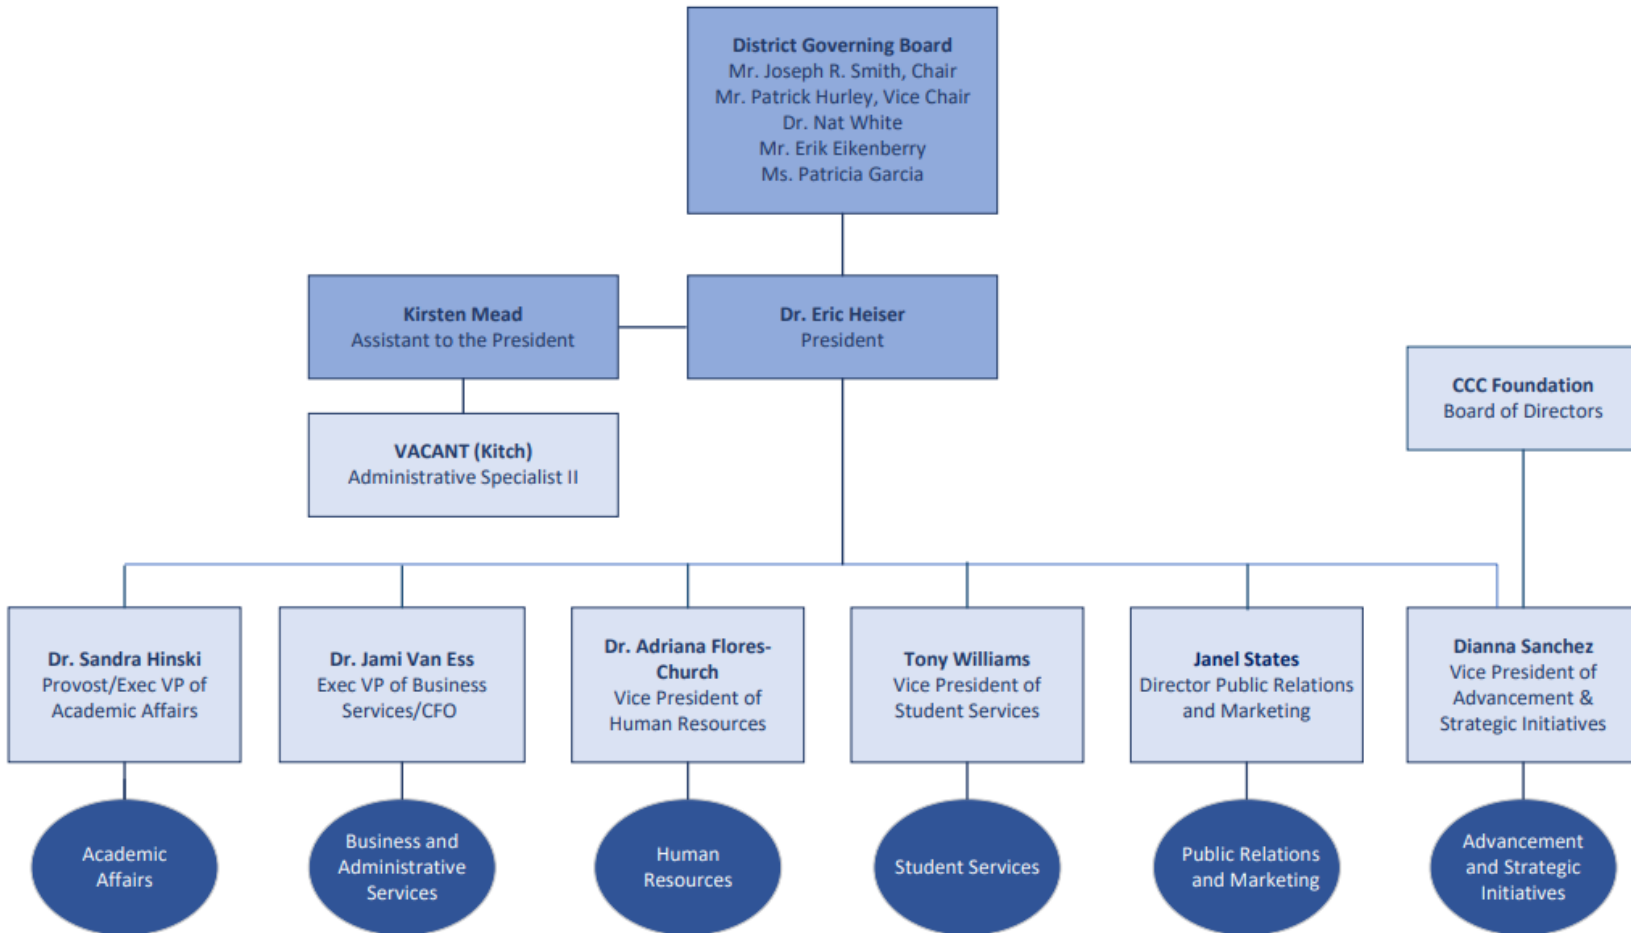 District Governing Board
Mr. Joseph R. Smith, Chair
Mr. Patrick Hurley, Vice Chair
Dr. Nat White
Mr. Erik Eikenberry
Ms. Patricia Garcia
Kirsten Mead
Assistant to the President
Dr. Eric Heiser
President
CCC Foundation
Board of Directors
VACANT (Kitch)
Administrative Specialist II
Dr. Sandra Hinski
Provost/Exec VP of
Academic Affairs
Dr. Jami Van Ess
Exec VP of Business
Services/CFO
Dr. Adriana Flores-
Church
Vice President of
Human Resources
Tony Williams
Vice President of
Student Services
Janel States
Director Public Relations
and Marketing
Dianna Sanchez
Vice President of
Advancement &
Strategic Initiatives
Academic
Affairs
Business and
Administrative
Services
Human
Resources
Student Services
Public Relations
and Marketing
Advancement
and Strategic
Initiatives